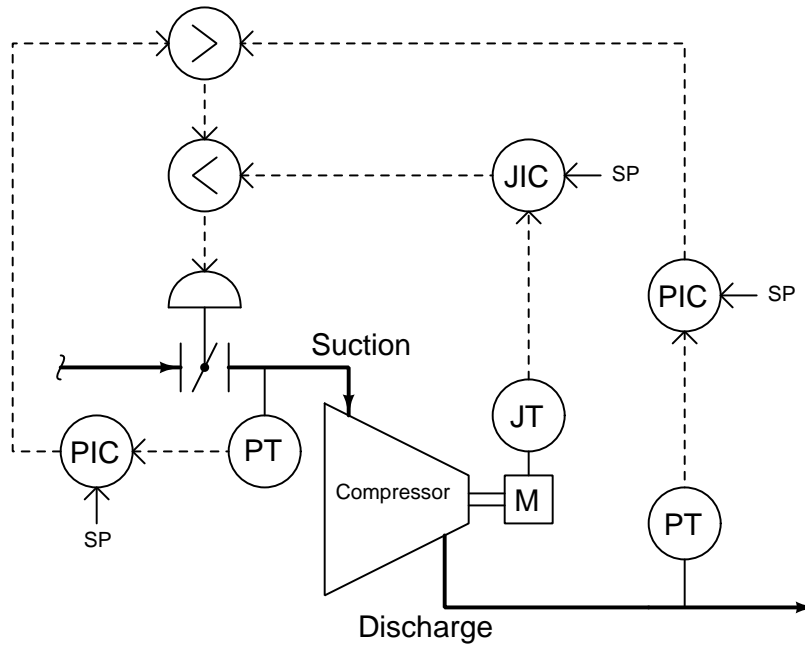 >
<
JIC
SP
PIC
SP
Suction
PIC
PT
JT
Compressor
M
SP
PT
Discharge